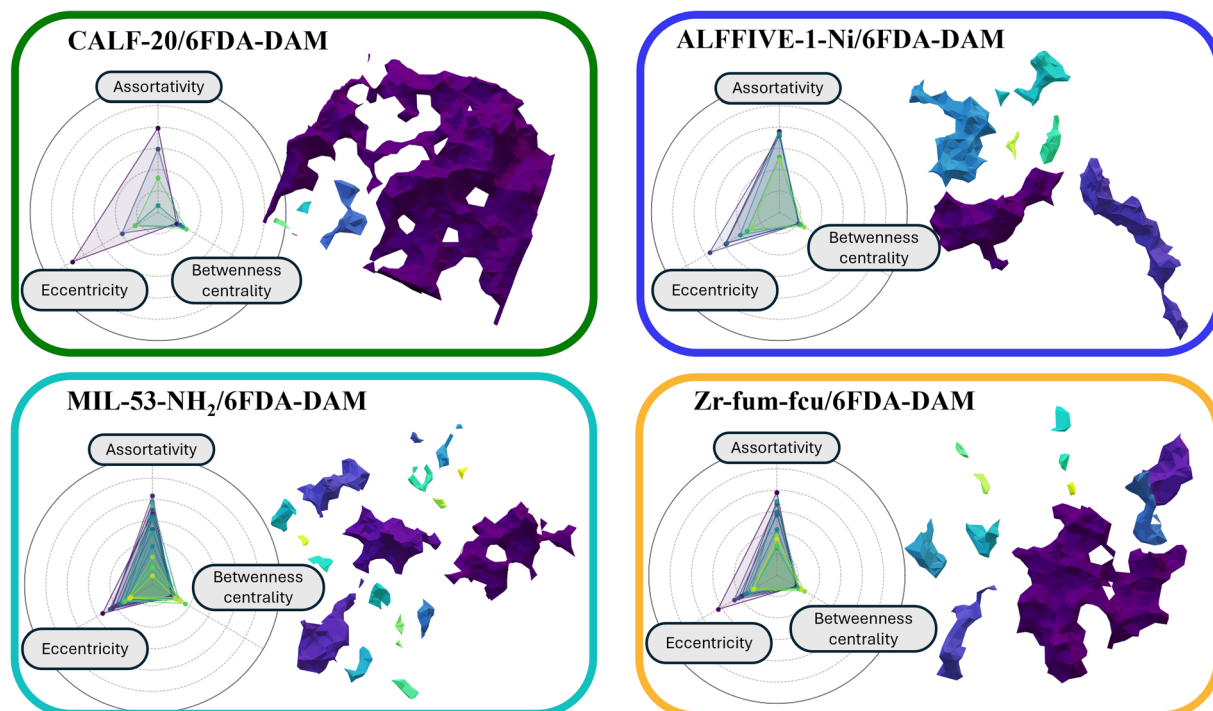 CALF-20/6FDA-DAM
Assortativity
Eccentricity
Betwenness
centrality
ALFFIVE-1-Ni/6FDA-DAM
Assortativity
Betwenness
centrality
Eccentricity
MIL-53-NH₂/6FDA-DAM
Assortativity
Betwenness
centrality
Eccentricity
Zr-fum-fcu/6FDA-DAM
Assortativity
Betweenness
centrality
Eccentricity